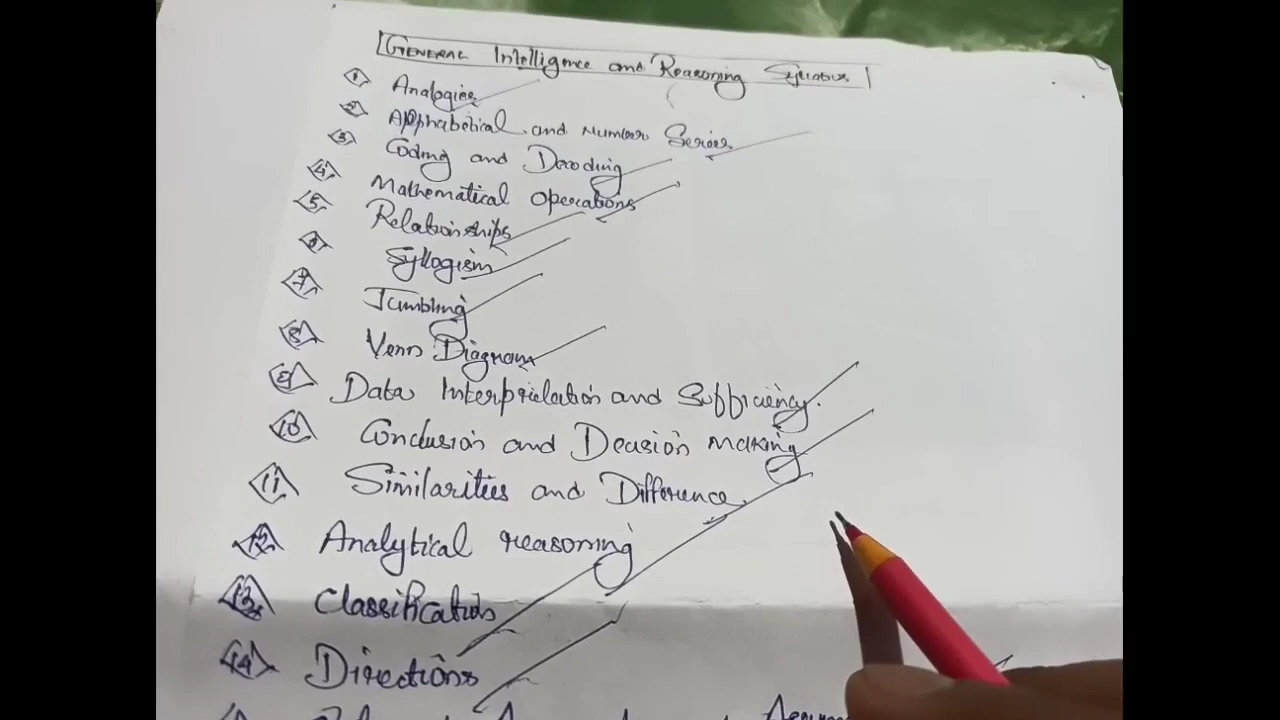 General Intelligence and Reasoning Syllabus
1 Analogies
2 Alphabetical and Number Series
3 Coding and Decoding
4 Mathematical operations
5 Relationships
6 Syllogism
7 Jumbling
8 Venn Diagram
9 Data Interpretation and Sufficiency.
10 Conclusion and Decision Making
11 Similarities and Difference
12 Analytical reasoning
13 Classification
14 Directions